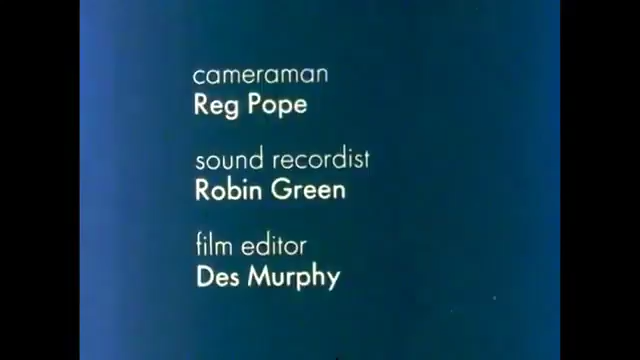 cameraman
Reg Pope
sound recordist
Robin Green
film editor
Des Murphy